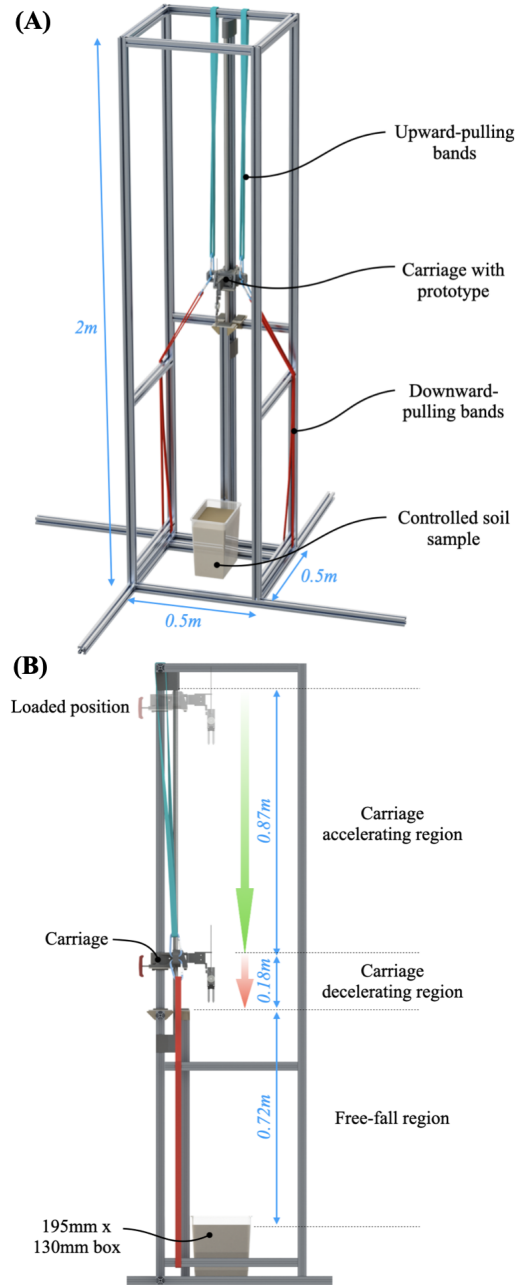 (A)
Upward-pulling
bands
Carriage with
prototype
2m
Downward-
pulling bands
Controlled soil
sample
0.5m
0.5m
(B)
Loaded position
0.87m
Carriage
accelerating region
Carriage
0.18m
Carriage
decelerating region
0.72m
Free-fall region
195mm x
130mm box